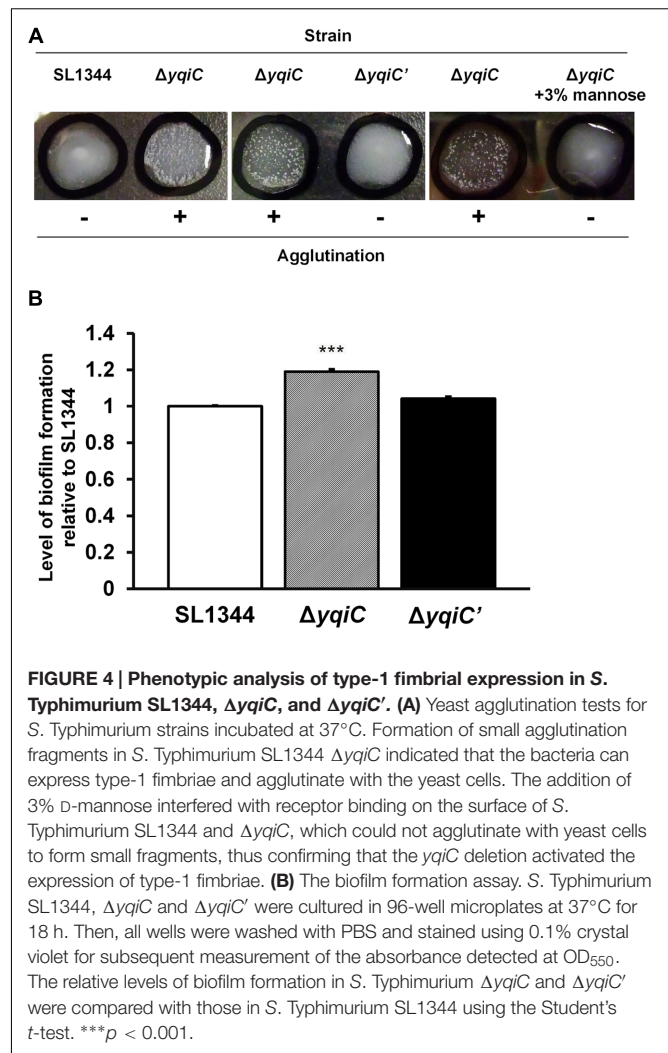 A
Strain
SL1344 ΔyqiC ΔyqiC ΔyqiC' ΔyqiC ΔyqiC
+3% mannose
- + + - + -
Agglutination
B
Level of biofilm formation
relative to SL1344
1.4
1.2
1
0.8
0.6
0.4
0.2
0
***
SL1344 ΔyqiC ΔyqiC'
FIGURE 4 | Phenotypic analysis of type-1 fimbrial expression in S.
Typhimurium SL1344, ΔyqiC, and ΔyqiC′. (A) Yeast agglutination tests for
S. Typhimurium strains incubated at 37°C. Formation of small agglutination
fragments in S. Typhimurium SL1344 ΔyqiC indicated that the bacteria can
express type-1 fimbriae and agglutinate with the yeast cells. The addition of
3% D-mannose interfered with receptor binding on the surface of S.
Typhimurium SL1344 and ΔyqiC, which could not agglutinate with yeast cells
to form small fragments, thus confirming that the yqiC deletion activated the
expression of type-1 fimbriae. (B) The biofilm formation assay. S. Typhimurium
SL1344, ΔyqiC and ΔyqiC′ were cultured in 96-well microplates at 37°C for
18 h. Then, all wells were washed with PBS and stained using 0.1% crystal
violet for subsequent measurement of the absorbance detected at OD₅₅₀.
The relative levels of biofilm formation in S. Typhimurium ΔyqiC and ΔyqiC′
were compared with those in S. Typhimurium SL1344 using the Student's
t-test. ***p < 0.001.